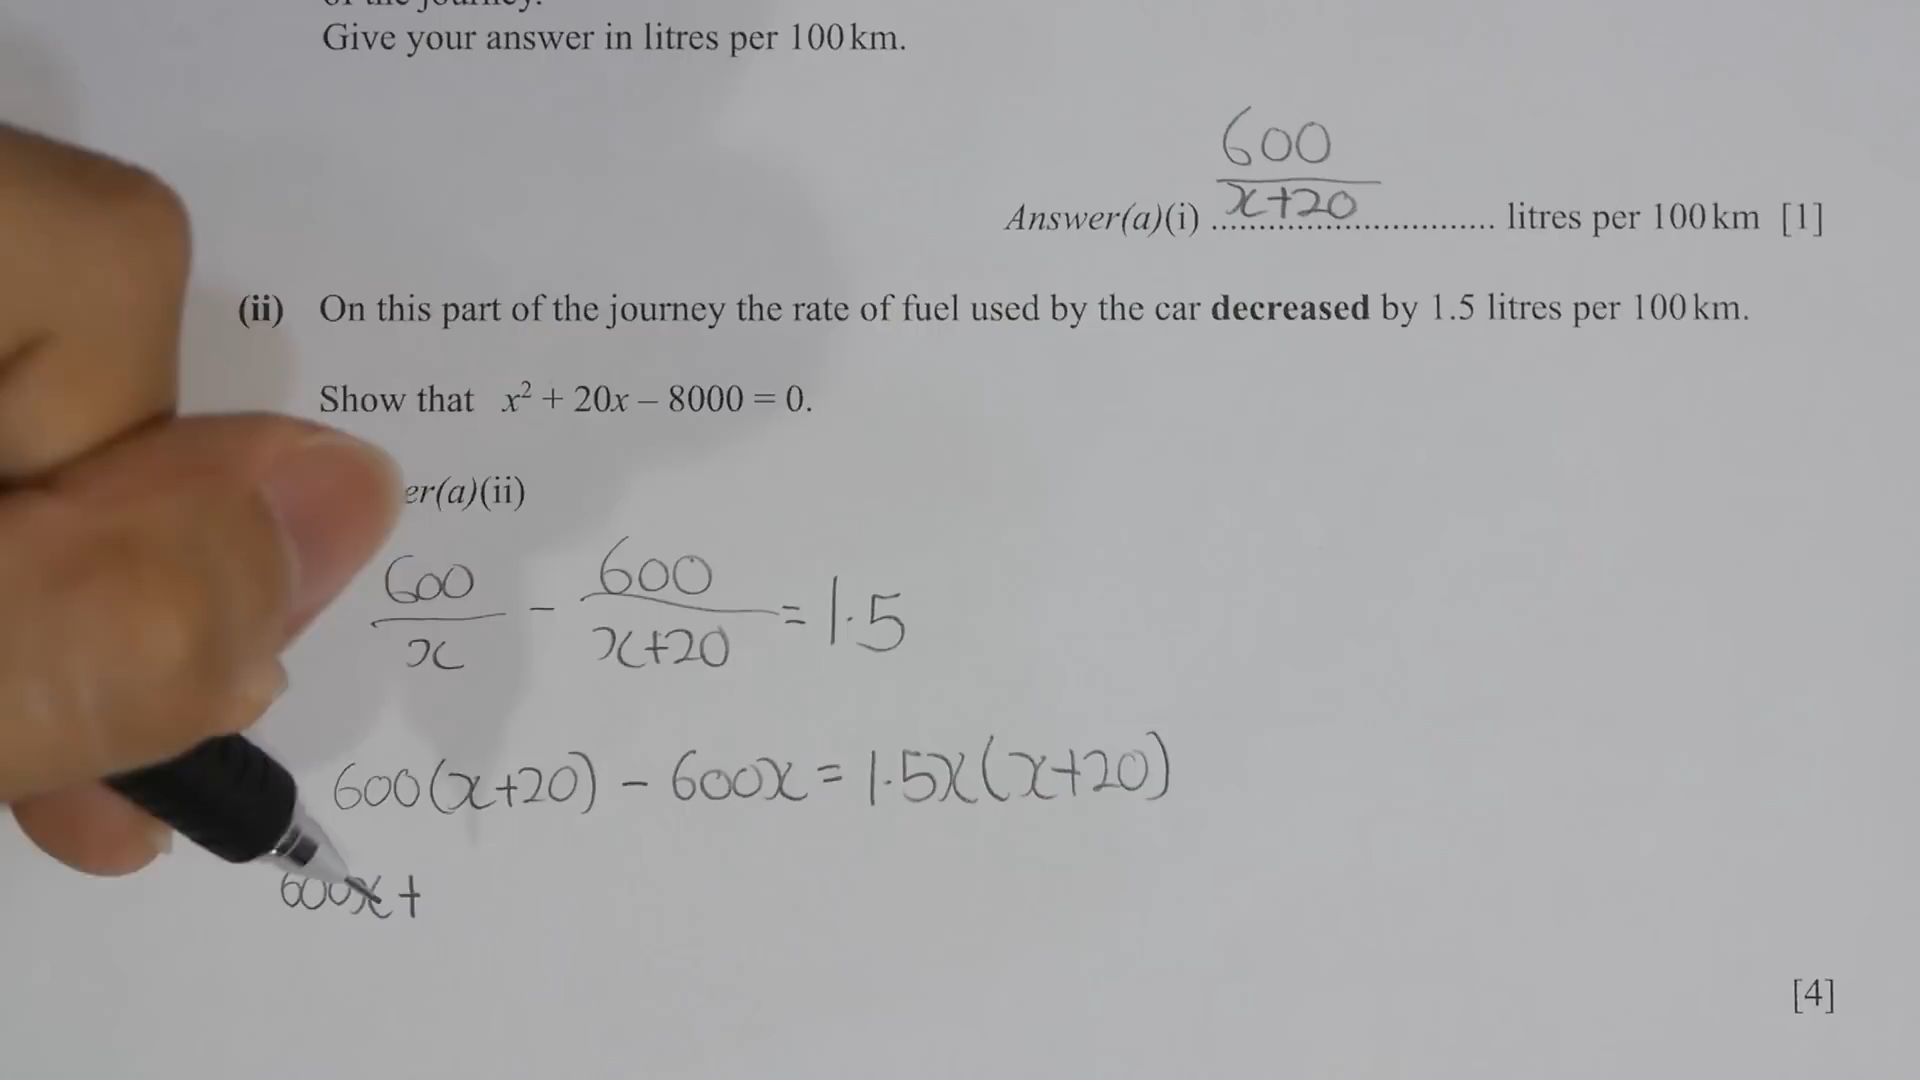 of the journey.
Give your answer in litres per 100 km.
600
x+20
Answer(a)(i) .............................. litres per 100 km [1]
(ii) On this part of the journey the rate of fuel used by the car decreased by 1.5 litres per 100 km.
Show that x² + 20x – 8000 = 0.
er(a)(ii)
600/x - 600/x+20 = 1.5
600(x+20) - 600x = 1.5x(x+20)
600x +
[4]